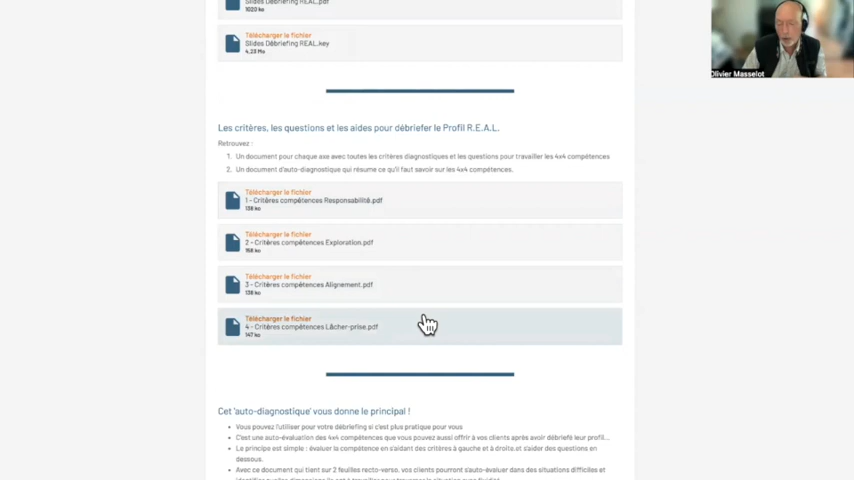 Slides Débriefing REAL.pdf
1020 ko
Télécharger le fichier
Slides Débriefing REAL.key
4,23 Mo
Olivier Masselot
Les critères, les questions et les aides pour débriefer le Profil R.E.A.L.
Retrouvez :
1. Un document pour chaque axe avec toutes les critères diagnostiques et les questions pour travailler les 4x4 compétences
2. Un document d'auto-diagnostique qui résume ce qu'il faut savoir sur les 4x4 compétences.
Télécharger le fichier
1 - Critères compétences Responsabilité.pdf
138 ko
Télécharger le fichier
2 - Critères compétences Exploration.pdf
158 ko
Télécharger le fichier
3 - Critères compétences Alignement.pdf
138 ko
Télécharger le fichier
4 - Critères compétences Lâcher-prise.pdf
147 ko
Cet 'auto-diagnostique' vous donne le principal !
• Vous pouvez l'utiliser pour votre débriefing si c'est plus pratique pour vous
• C'est une auto-évaluation des 4x4 compétences que vous pouvez aussi offrir à vos clients après avoir débriefé leur profil...
• Le principe est simple : évaluer la compétence en s'aidant des critères à gauche et à droite,et s'aider des questions en
dessous.
• Avec ce document qui tient sur 2 feuilles recto-verso, vos clients pourront s'auto-évaluer dans des situations difficiles et